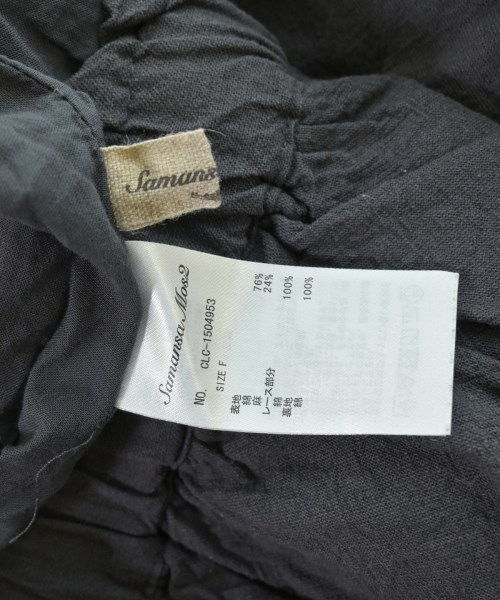 Samansa
Samansa Mos2
NO. CLC-1504953
SIZE F
表地
綿 76%
麻 24%
レース部分
綿 100%
裏地
綿 100%